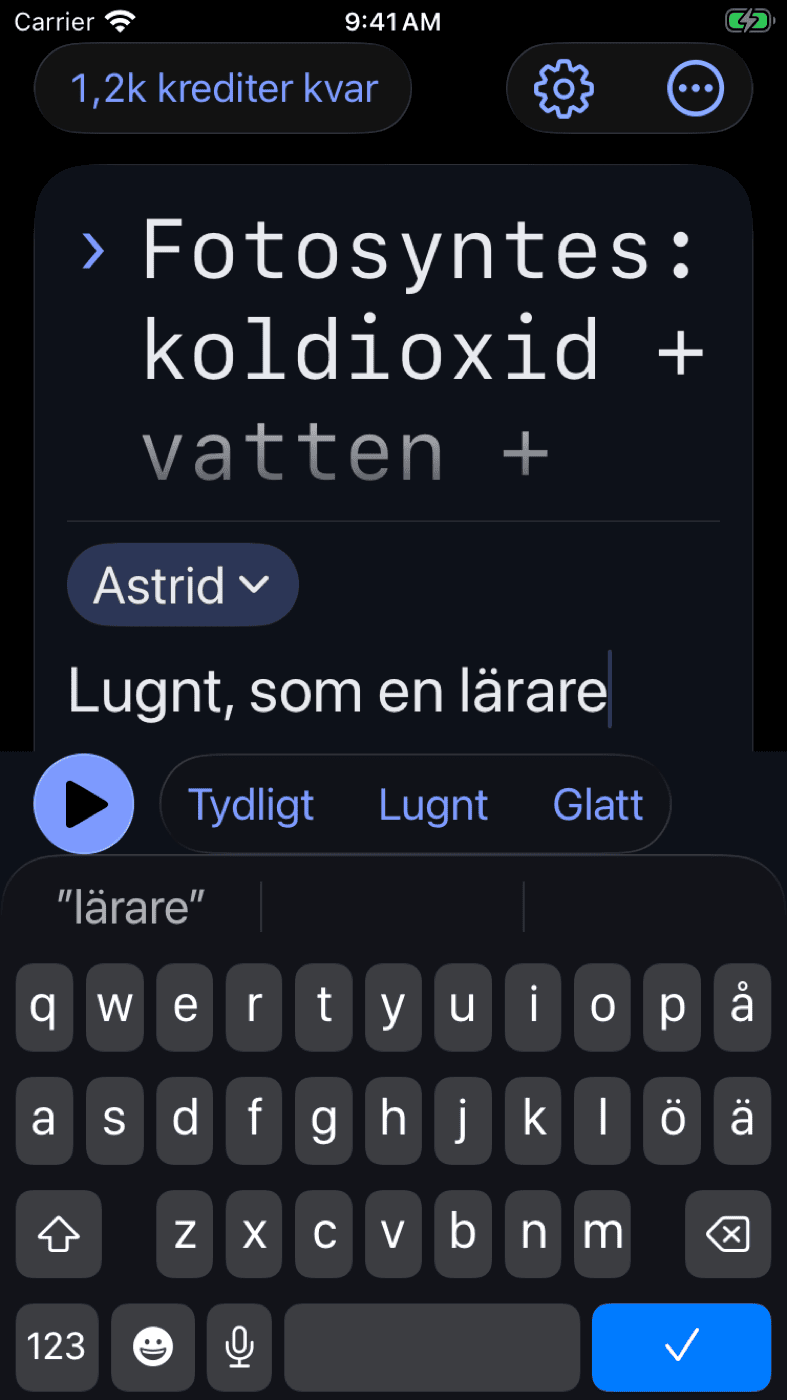 Carrier 9:41 AM
1,2k krediter kvar
Fotosyntes:
koldioxid +
vatten +
Astrid
Lugnt, som en lärare
Tydligt Lugnt Glatt
”lärare”
q w e r t y u i o p å
a s d f g h j k l ö ä
z x c v b n m
123